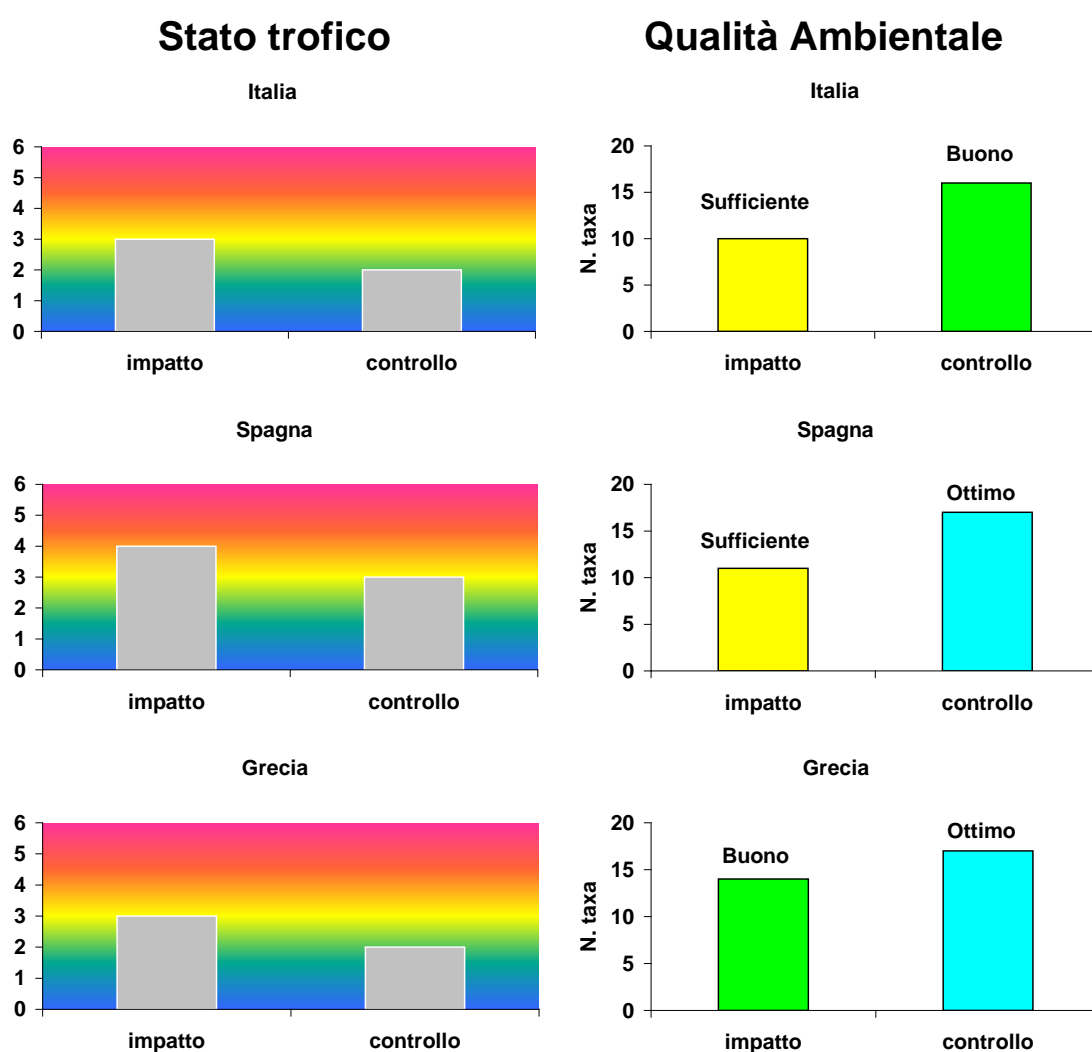 Stato trofico
Qualità Ambientale
Italia
6
5
4
3
2
1
0
impatto
controllo
Italia
N. taxa
20
15
10
5
0
Sufficiente
Buono
impatto
controllo
Spagna
6
5
4
3
2
1
0
impatto
controllo
Spagna
N. taxa
20
15
10
5
0
Sufficiente
Ottimo
impatto
controllo
Grecia
6
5
4
3
2
1
0
impatto
controllo
Grecia
N. taxa
20
15
10
5
0
Buono
Ottimo
impatto
controllo